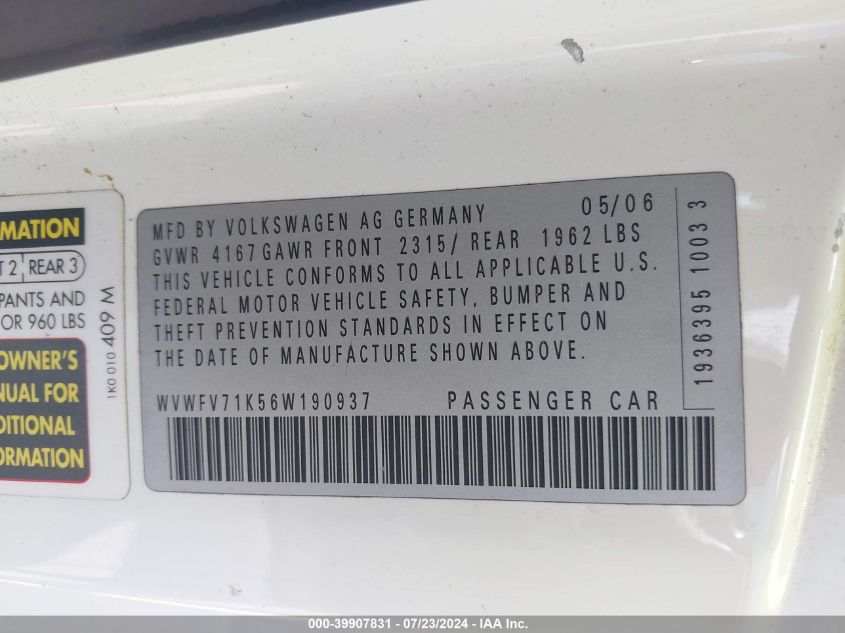 MATION
T 2 REAR 3
PANTS AND
OR 960 LBS
OWNER'S
NUAL FOR
DITIONAL
ORMATION
1K0 010 409 M
MFD BY VOLKSWAGEN AG GERMANY 05/06
GVWR 4167 GAWR FRONT 2315/ REAR 1962 LBS
THIS VEHICLE CONFORMS TO ALL APPLICABLE U.S.
FEDERAL MOTOR VEHICLE SAFETY, BUMPER AND
THEFT PREVENTION STANDARDS IN EFFECT ON
THE DATE OF MANUFACTURE SHOWN ABOVE.
WVWFV71K56W190937 PASSENGER CAR
1936395 1003 3
000-39907831 - 07/23/2024 - IAA Inc.